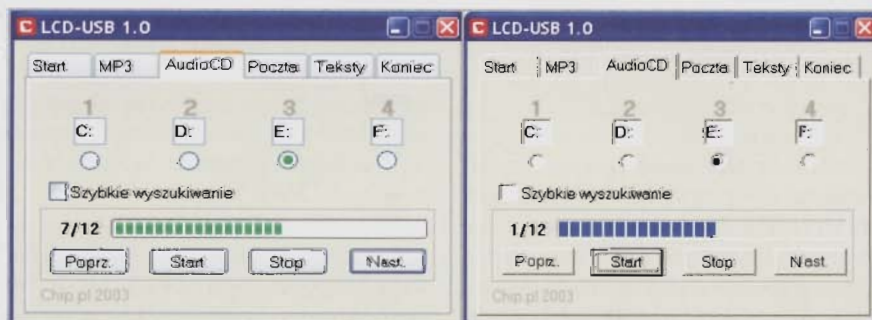 LCD-USB 1.0
Start MP3 AudioCD Poczta Teksty Koniec
1 2 3 4
C: D: E: F:
Szybkie wyszukiwanie
7/12
Poprz. Start Stop Nast.
Chip.pl 2003
LCD-USB 1.0
Start MP3 AudioCD Poczta Teksty Koniec
1 2 3 4
C: D: E: F:
Szybkie wyszukiwanie
1/12
Poprz. Start Stop Nast.
Chip.pl 2003